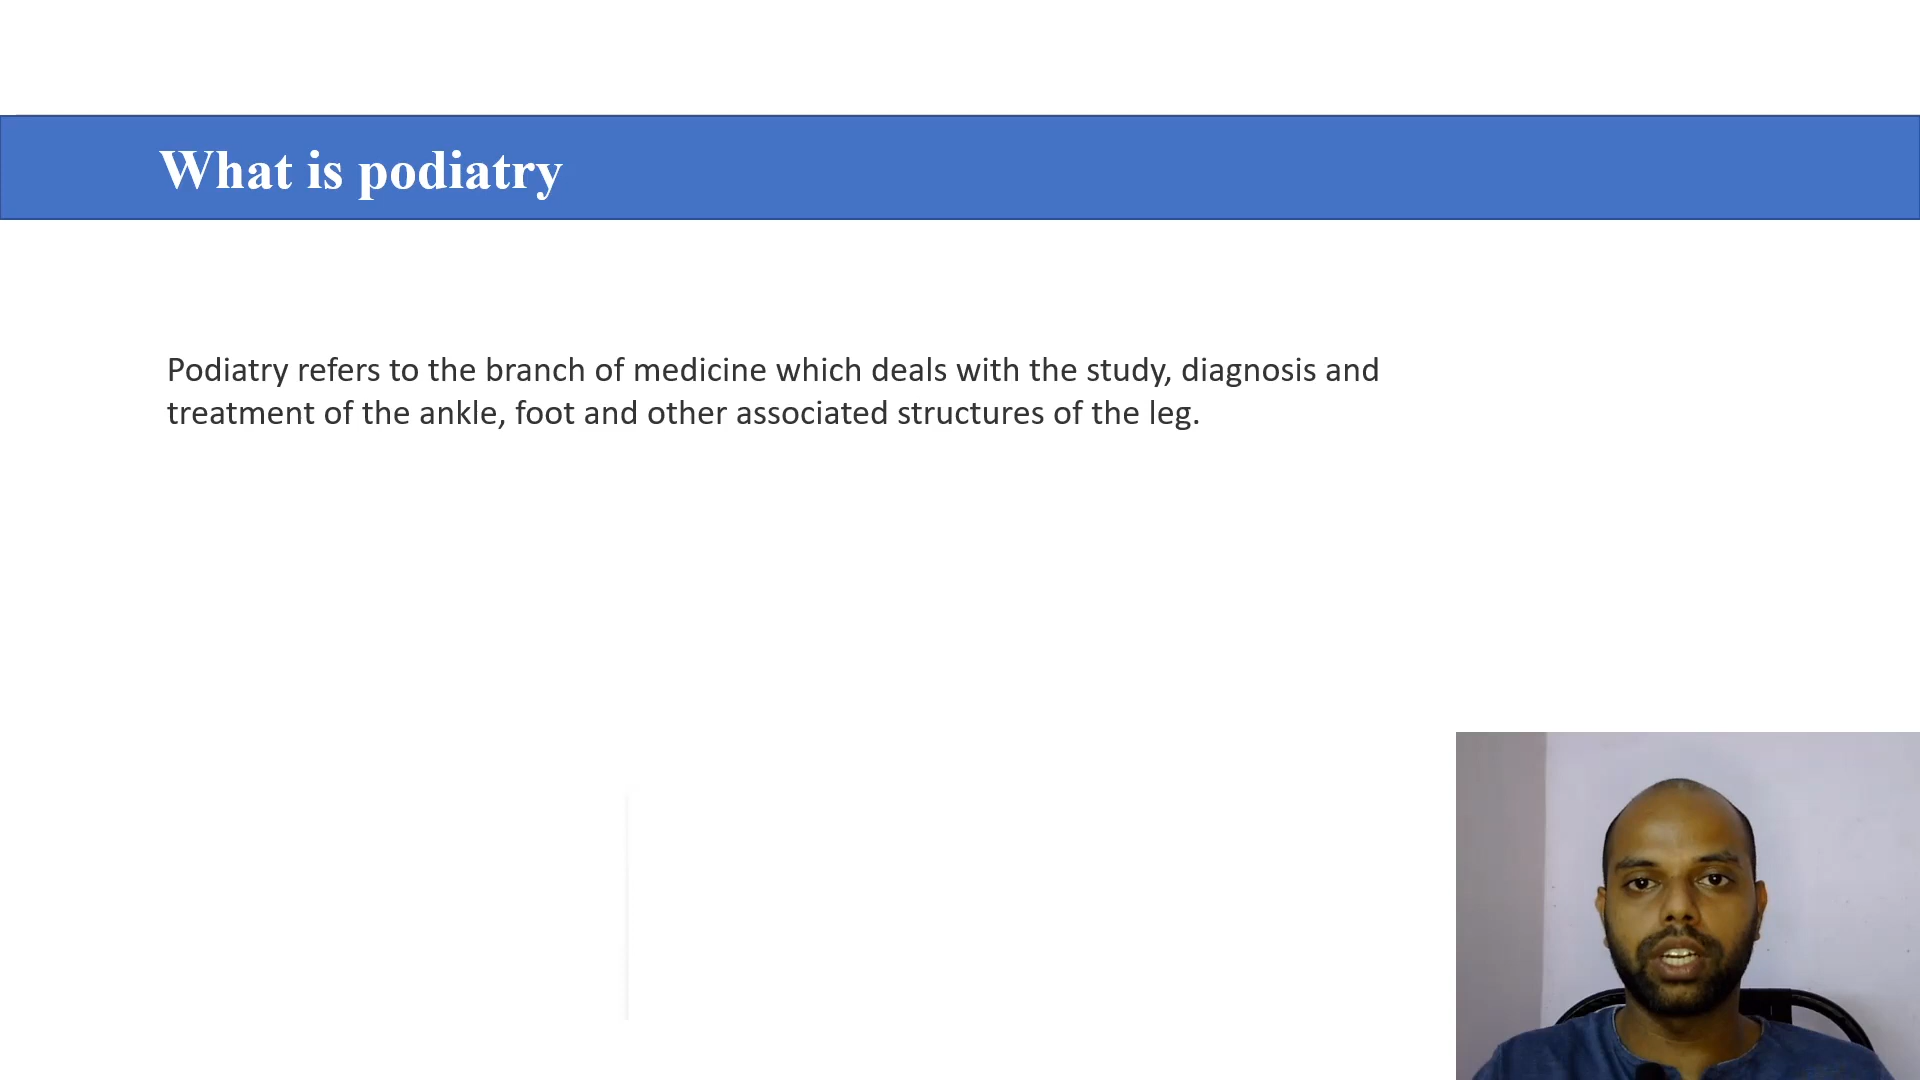 What is podiatry
Podiatry refers to the branch of medicine which deals with the study, diagnosis and
treatment of the ankle, foot and other associated structures of the leg.